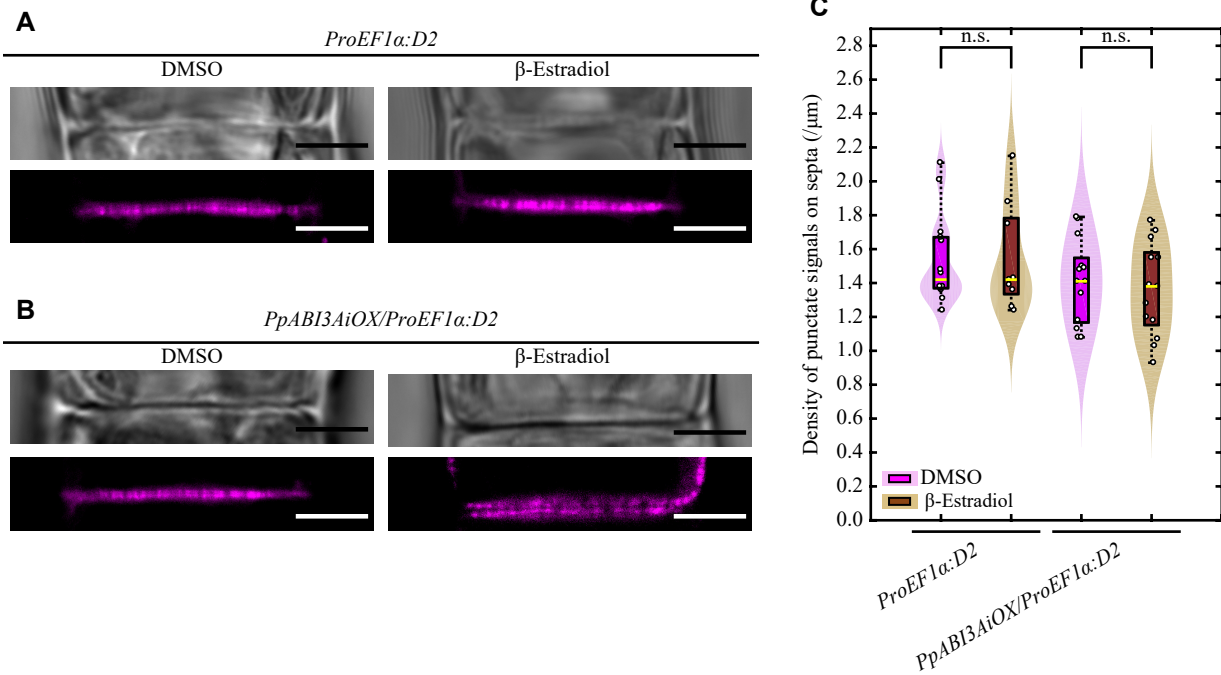 A
ProEF1α:D2
DMSO
β-Estradiol
B
PpABI3AiOX/ProEF1α:D2
DMSO
β-Estradiol
C
n.s.
n.s.
Density of punctate signals on septa (/μm)
2.8
2.6
2.4
2.2
2.0
1.8
1.6
1.4
1.2
1.0
0.8
0.6
0.4
0.2
0.0
DMSO
β-Estradiol
ProEF1α:D2
PpABI3AiOX/ProEF1α:D2